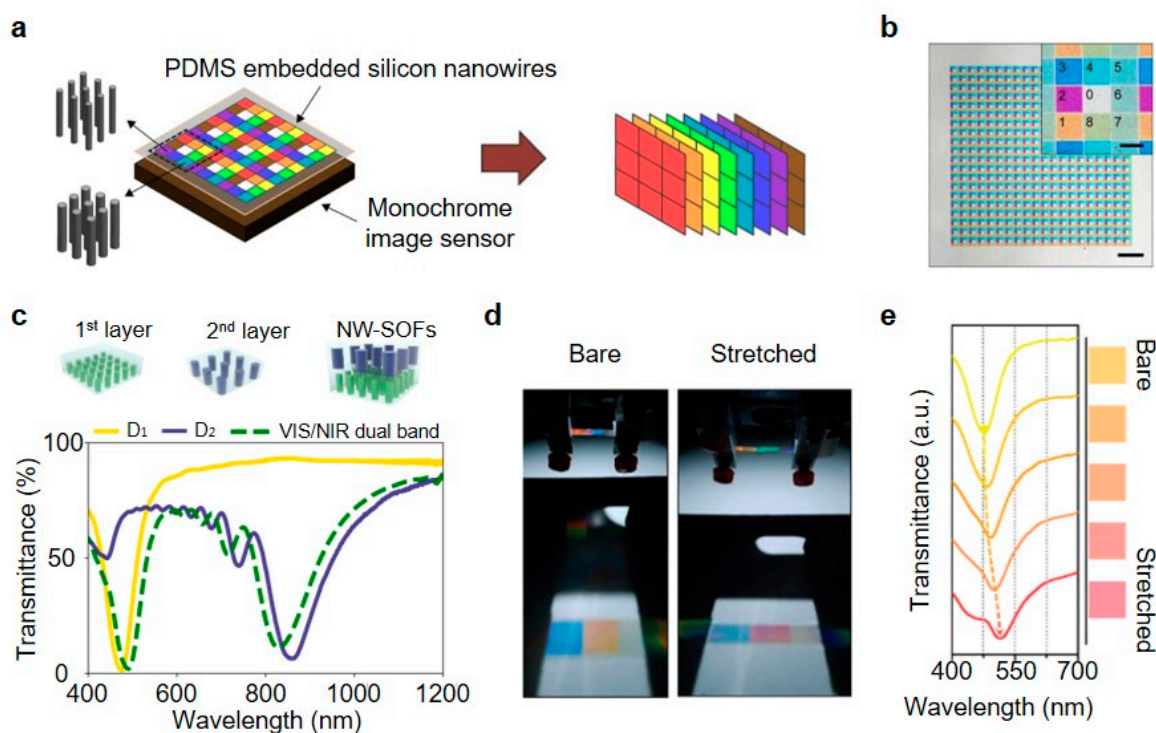 a
PDMS embedded silicon nanowires
Monochrome
image sensor
b
3 4 5
2 0 6
1 8 7
c
1st layer
2nd layer
NW-SOFs
D1 D2 VIS/NIR dual band
Transmittance (%)
100
50
0
400 600 800 1000 1200
Wavelength (nm)
d
Bare
Stretched
e
Transmittance (a.u.)
Bare
Stretched
400 550 700
Wavelength (nm)